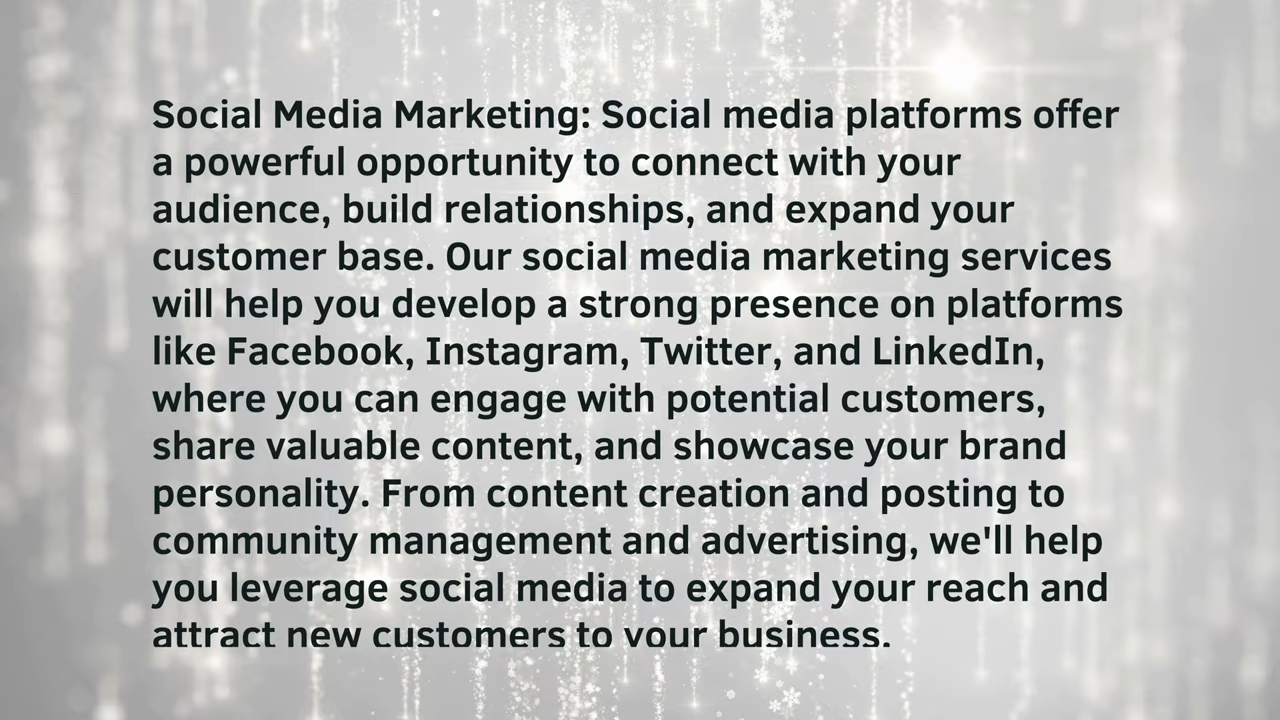 Social Media Marketing: Social media platforms offer
a powerful opportunity to connect with your
audience, build relationships, and expand your
customer base. Our social media marketing services
will help you develop a strong presence on platforms
like Facebook, Instagram, Twitter, and LinkedIn,
where you can engage with potential customers,
share valuable content, and showcase your brand
personality. From content creation and posting to
community management and advertising, we'll help
you leverage social media to expand your reach and
attract new customers to your business.